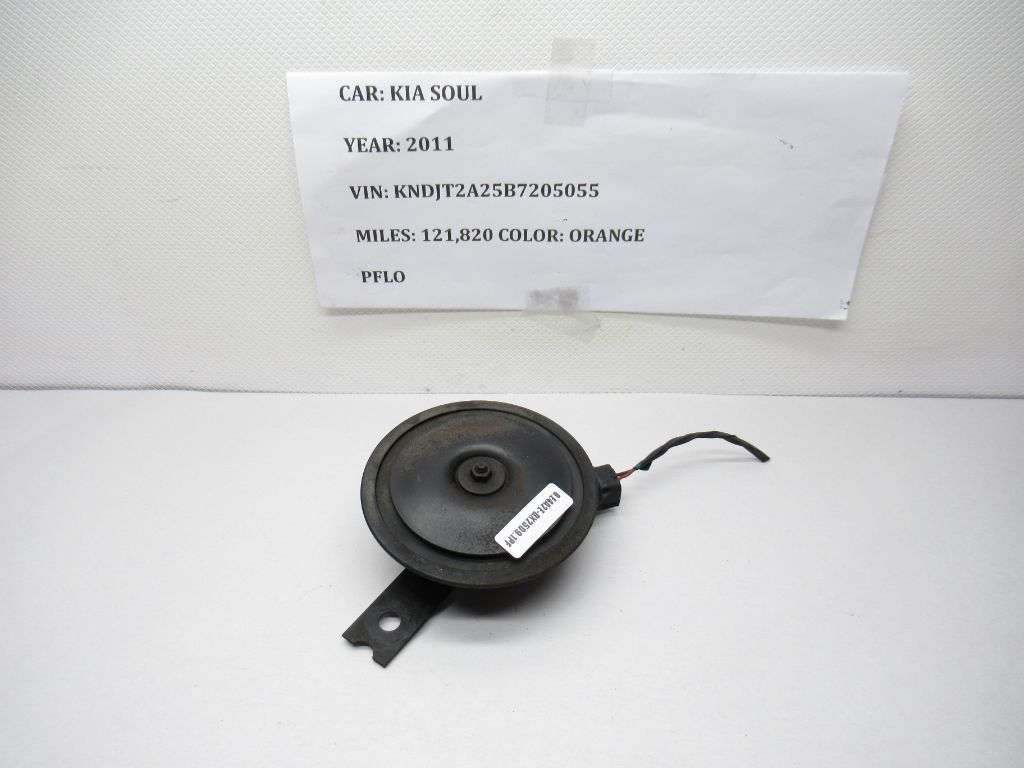 CAR: KIA SOUL
YEAR: 2011
VIN: KNDJT2A25B7205055
MILES: 121,820 COLOR: ORANGE
PFLO